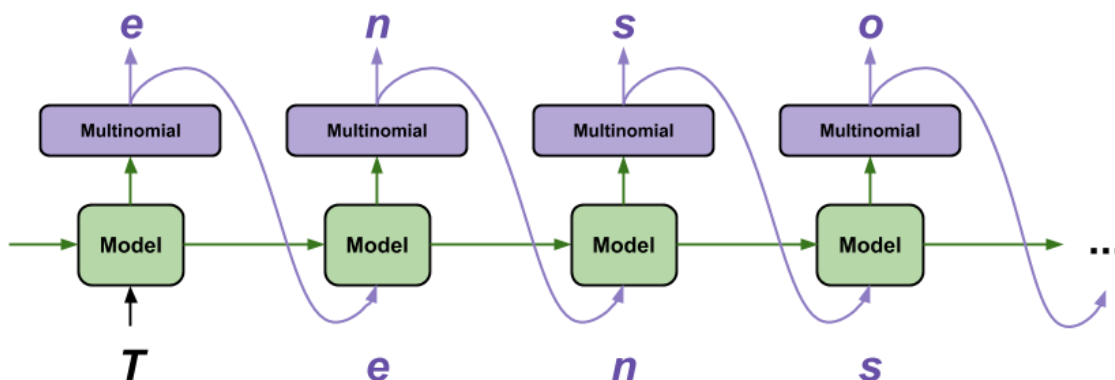 e n s o
Multinomial Multinomial Multinomial Multinomial
Model Model Model Model ...
T e n s